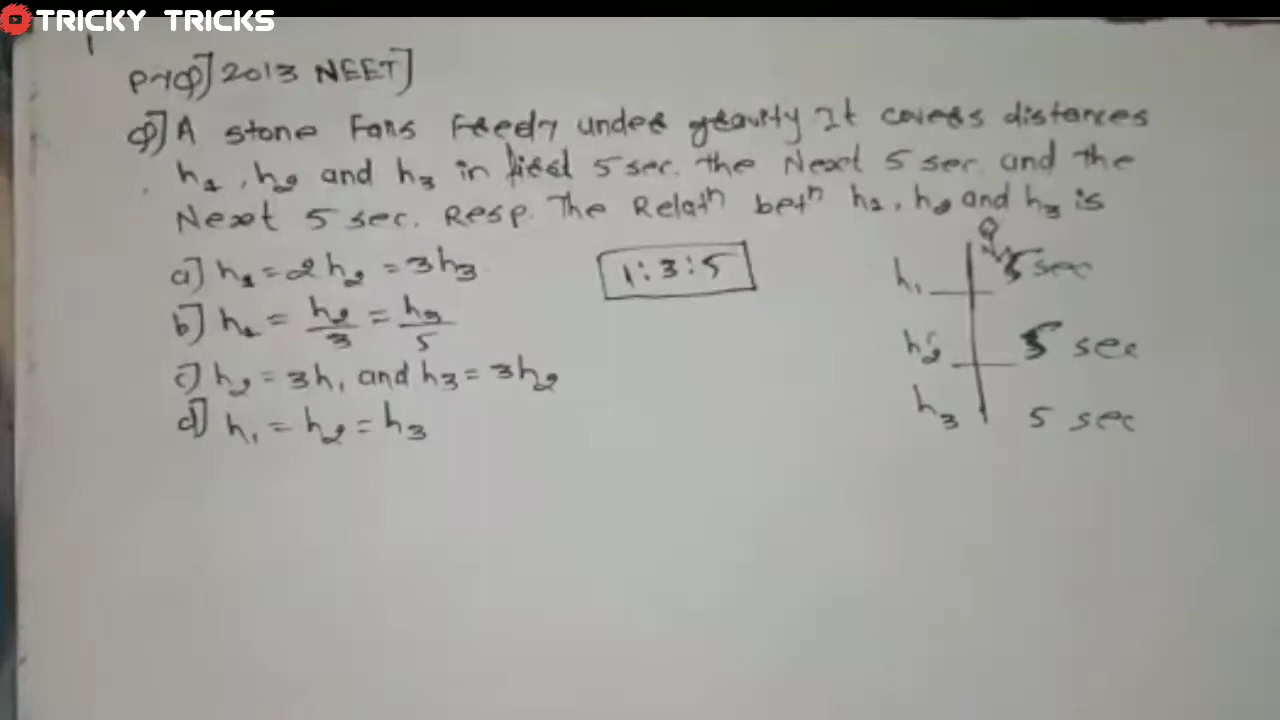 TRICKY TRICKS
PYQ] 2013 NEET]
Q] A stone Falls Freely under gravity It covers distances
h1, h2 and h3 in first 5 sec. the Next 5 sec. and the
Next 5 sec. Resp. The Relatn betn h1, h2 and h3 is
a] h1 = 2h2 = 3h3
1:3:5
b] h1 = h2/3 = h3/5
c] h2 = 3h1 and h3 = 3h2
d] h1 = h2 = h3
h1 5 sec
h2 5 sec
h3 5 sec